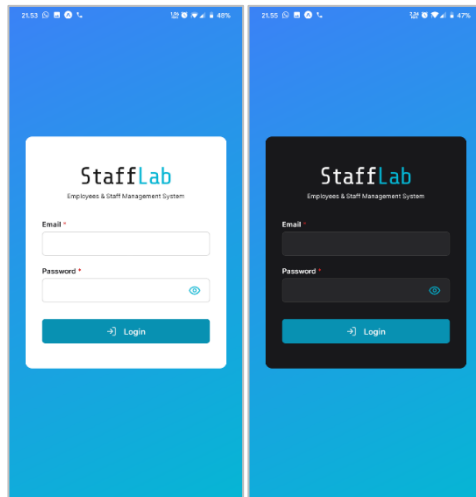 21.53
48%
StaffLab
Employees & Staff Management System
Email *
Password *
Login
21.55
47%
StaffLab
Employees & Staff Management System
Email *
Password *
Login